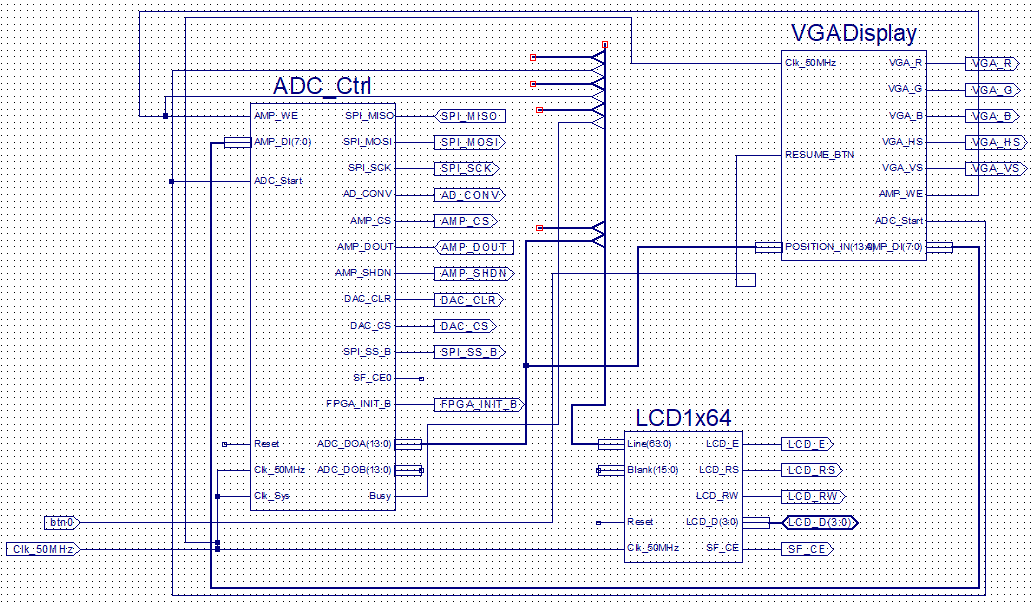 VGADisplay
Clk_50MHz
VGA_R
VGA_R
VGA_G
VGA_G
VGA_B
VGA_B
VGA_HS
VGA_HS
RESUME_BTN
VGA_VS
VGA_VS
AMP_WE
ADC_Start
POSITION_IN(13:0)
AMP_DI(7:0)
ADC_Ctrl
AMP_WE
SPI_MISO
SPI_MISO
AMP_DI(7:0)
SPI_MOSI
SPI_MOSI
SPI_SCK
SPI_SCK
ADC_Start
AD_CONV
AD_CONV
AMP_CS
AMP_CS
AMP_DOUT
AMP_DOUT
AMP_SHDN
AMP_SHDN
DAC_CLR
DAC_CLR
DAC_CS
DAC_CS
SPI_SS_B
SPI_SS_B
SF_CE0
FPGA_INIT_B
FPGA_INIT_B
Reset
ADC_DOA(13:0)
Clk_50MHz
ADC_DOB(13:0)
Clk_Sys
Busy
LCD1x64
Line(63:0)
LCD_E
LCD_E
Blank(15:0)
LCD_RS
LCD_RS
LCD_RW
LCD_RW
Reset
LCD_D(3:0)
LCD_D(3:0)
Clk_50MHz
SF_CE
SF_CE
btn0
Clk_50MHz